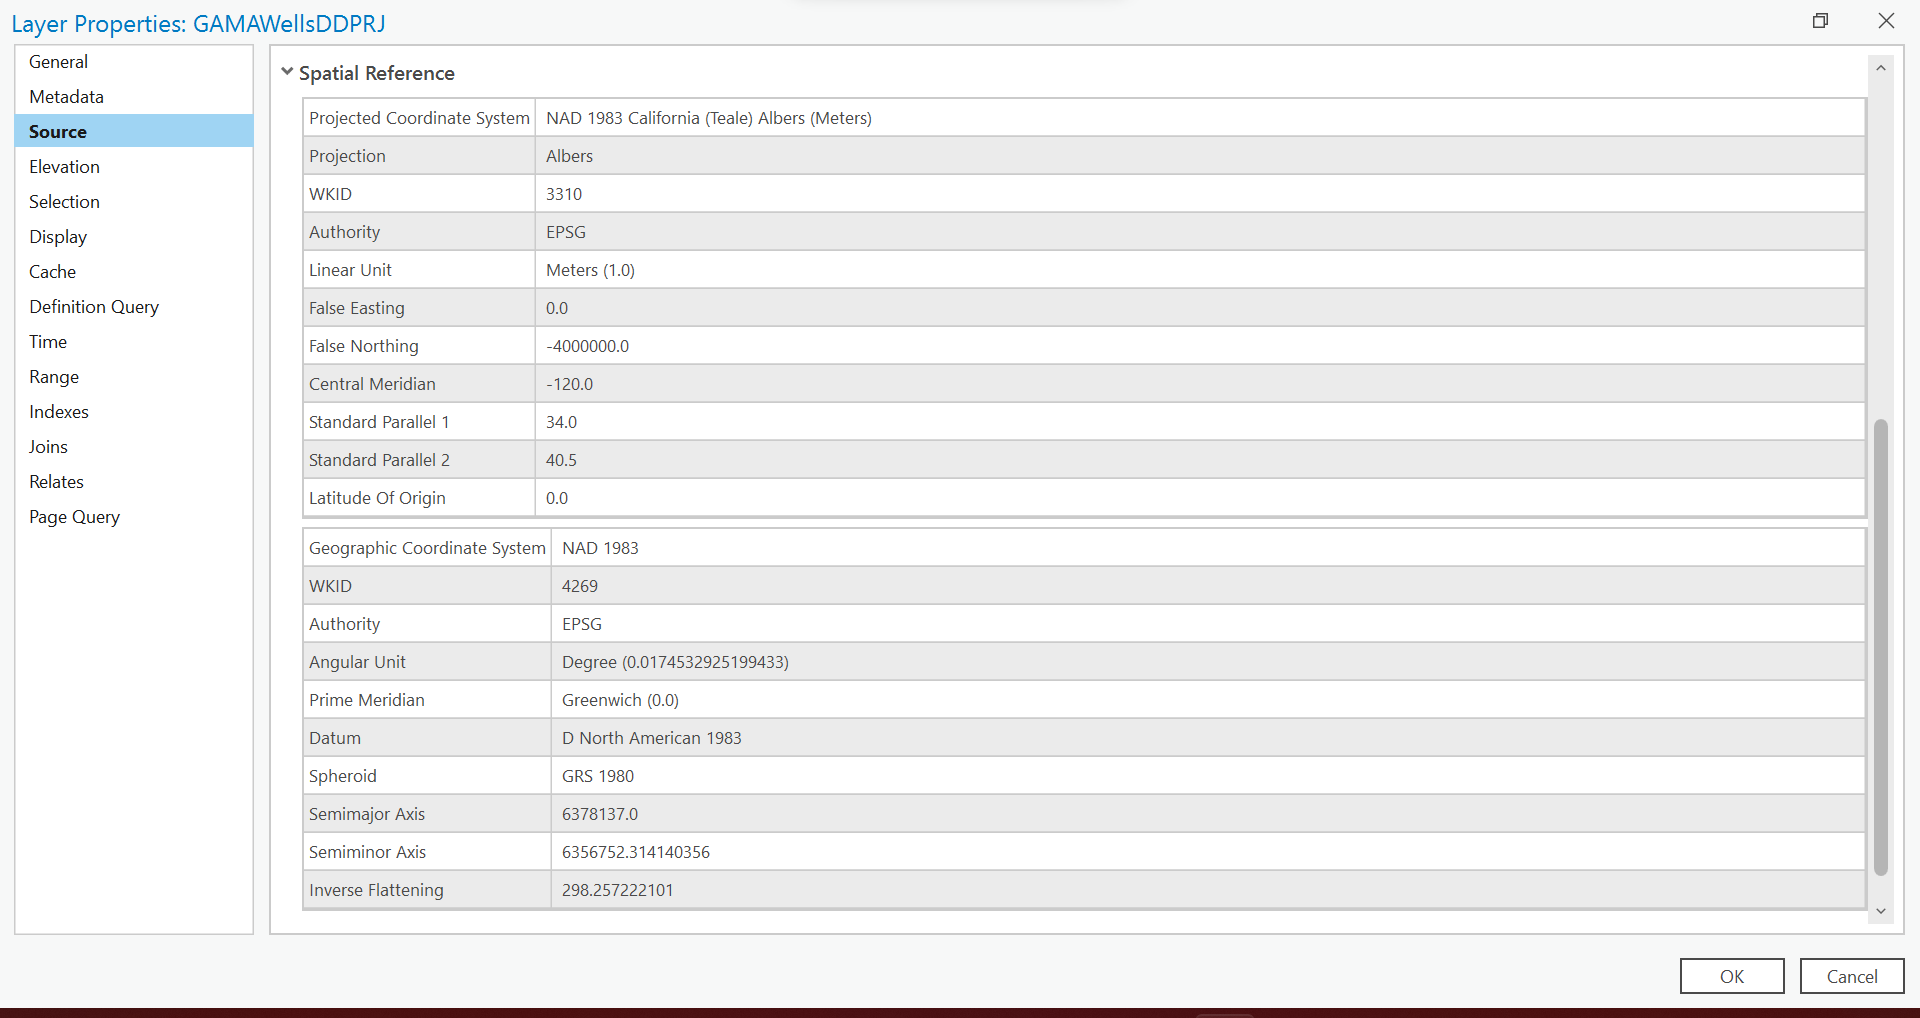 Layer Properties: GAMAWellsDDPRJ
General
Metadata
Source
Elevation
Selection
Display
Cache
Definition Query
Time
Range
Indexes
Joins
Relates
Page Query
Spatial Reference
Projected Coordinate System NAD 1983 California (Teale) Albers (Meters)
Projection Albers
WKID 3310
Authority EPSG
Linear Unit Meters (1.0)
False Easting 0.0
False Northing -4000000.0
Central Meridian -120.0
Standard Parallel 1 34.0
Standard Parallel 2 40.5
Latitude Of Origin 0.0
Geographic Coordinate System NAD 1983
WKID 4269
Authority EPSG
Angular Unit Degree (0.0174532925199433)
Prime Meridian Greenwich (0.0)
Datum D North American 1983
Spheroid GRS 1980
Semimajor Axis 6378137.0
Semiminor Axis 6356752.314140356
Inverse Flattening 298.257222101
OK Cancel